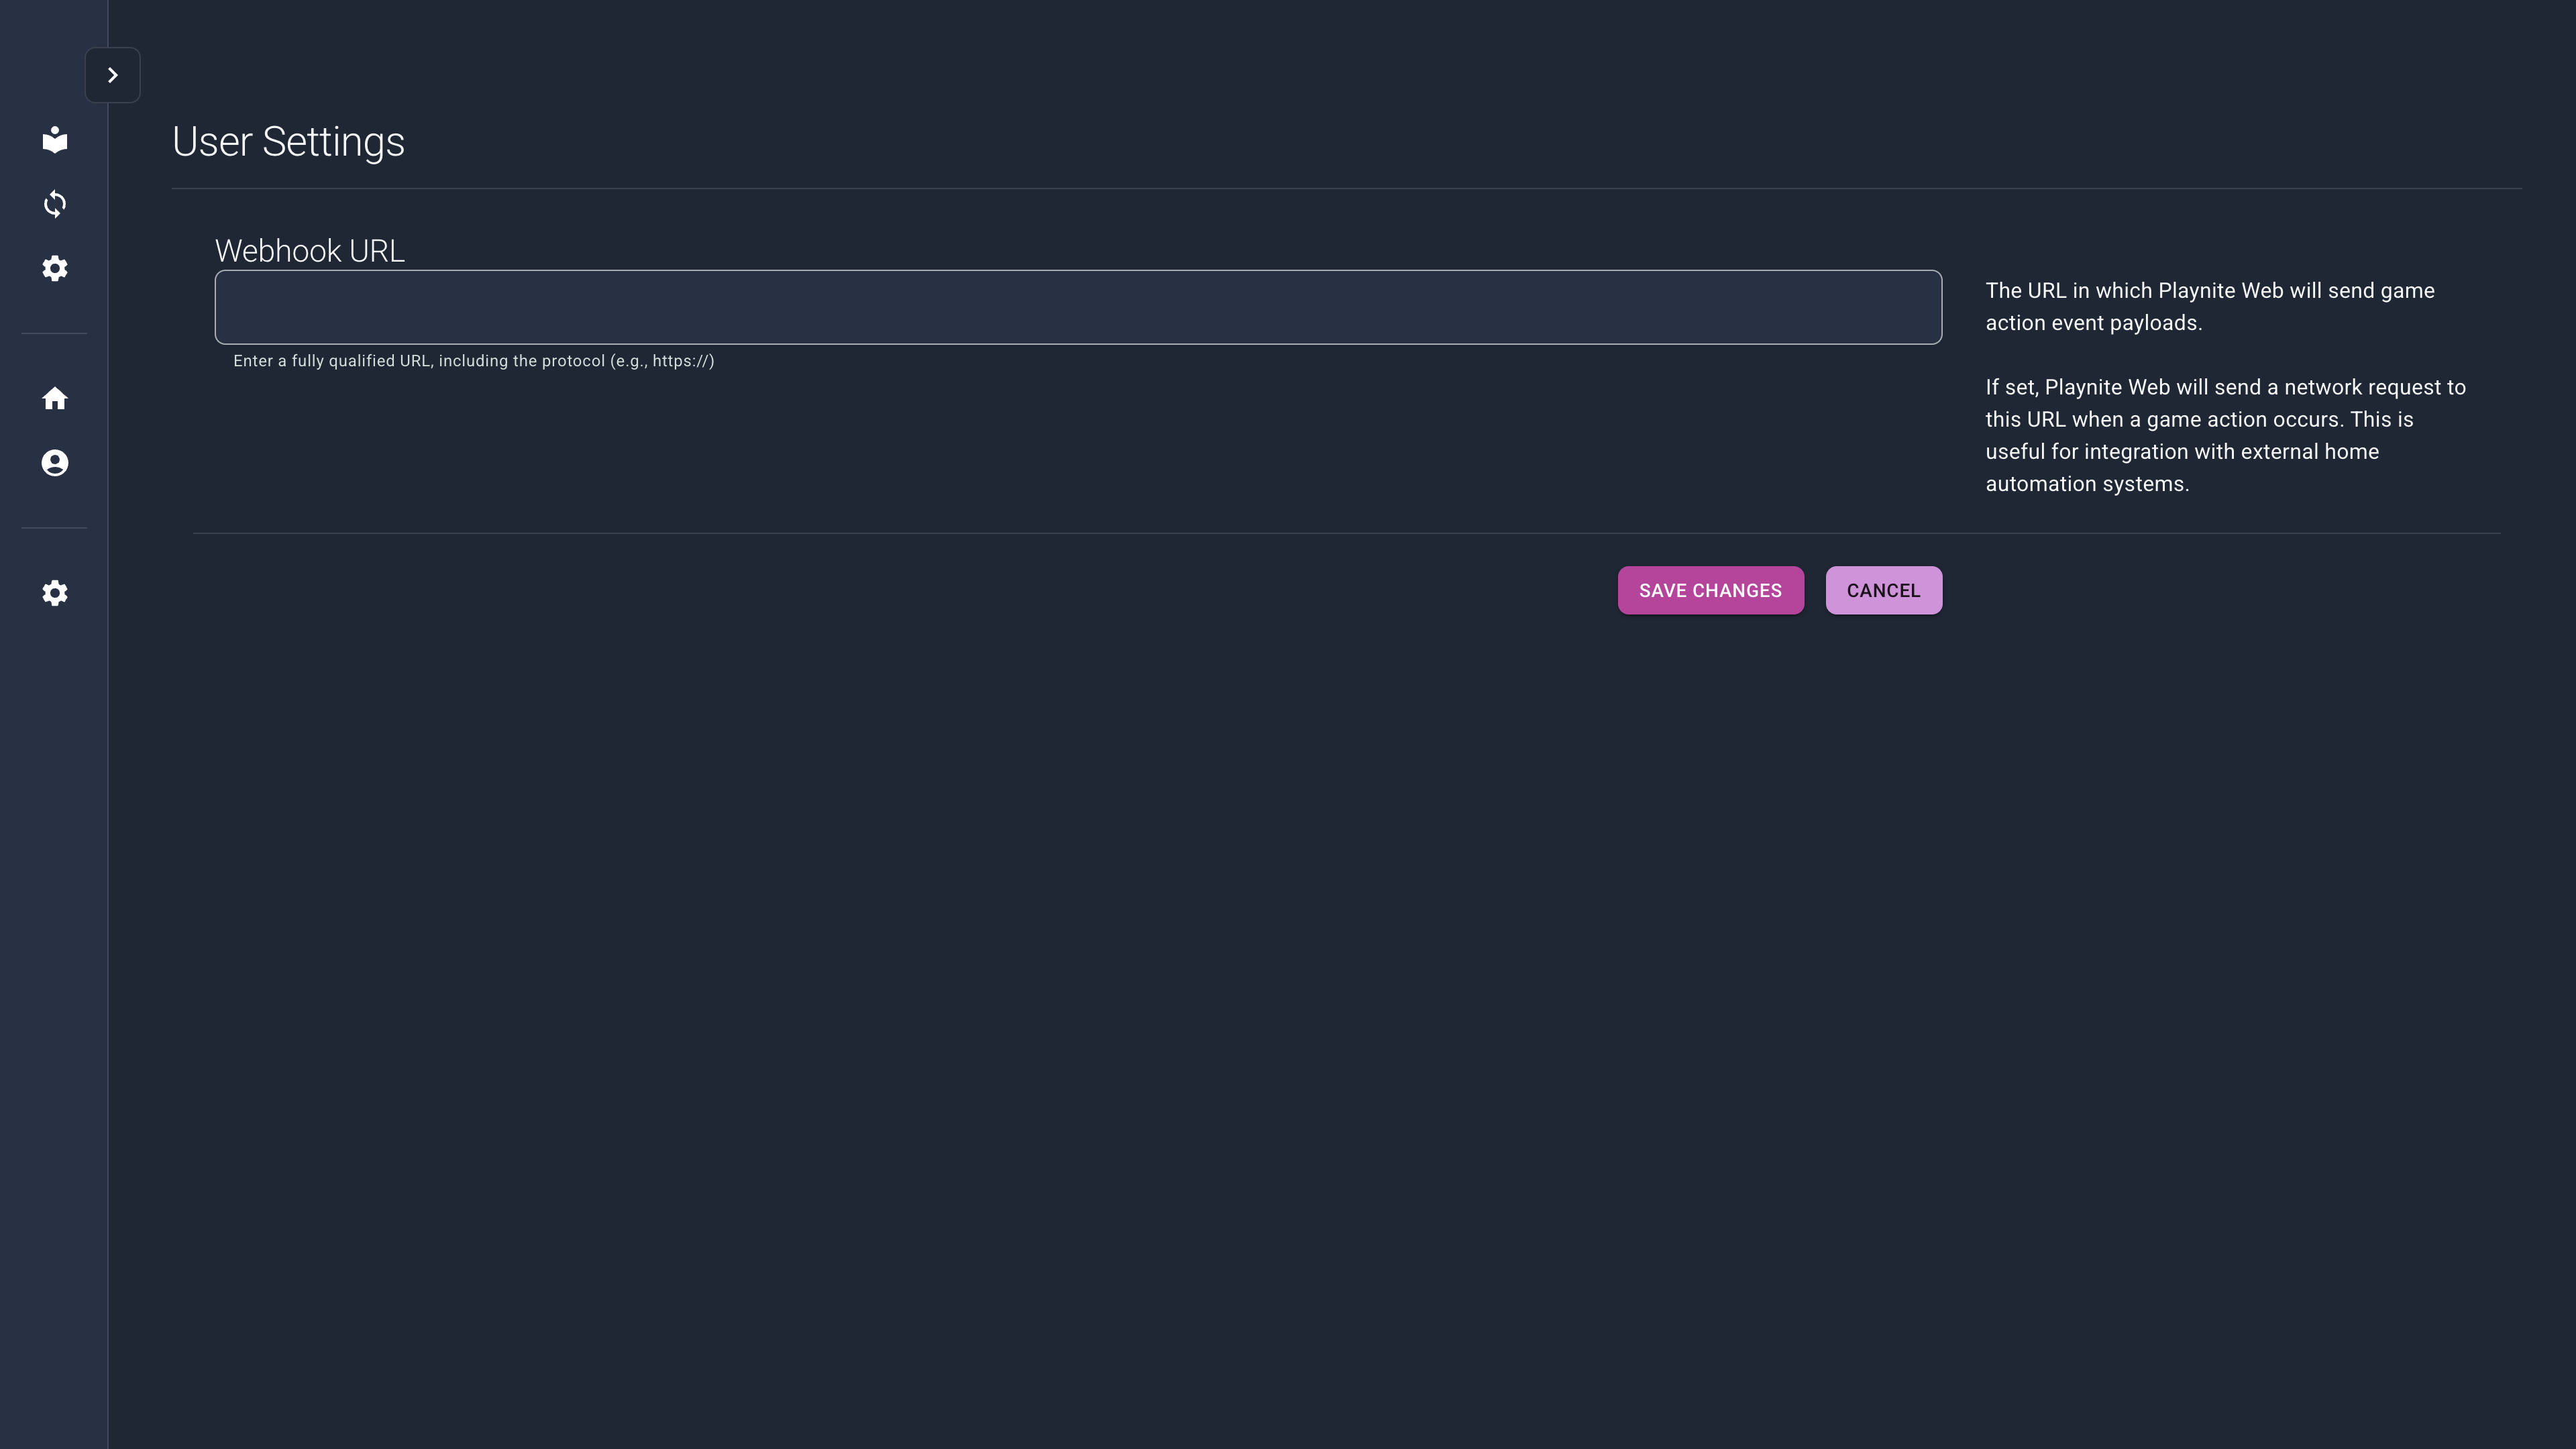 User Settings
Webhook URL
Enter a fully qualified URL, including the protocol (e.g., https://)
The URL in which Playnite Web will send game
action event payloads.
If set, Playnite Web will send a network request to
this URL when a game action occurs. This is
useful for integration with external home
automation systems.
SAVE CHANGES
CANCEL